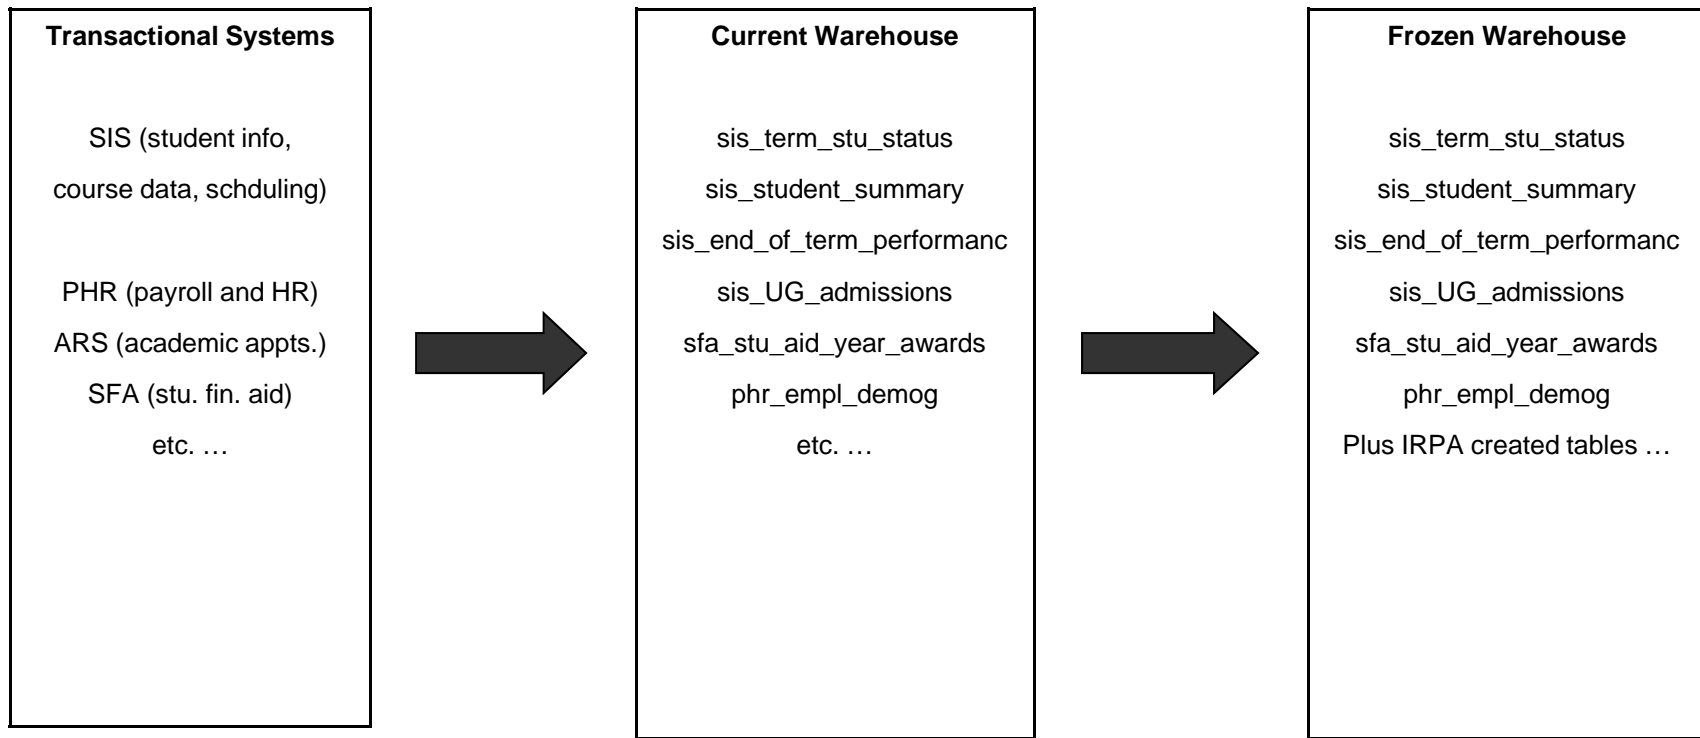 Transactional Systems
SIS (student info,
course data, schduling)
PHR (payroll and HR)
ARS (academic appts.)
SFA (stu. fin. aid)
etc. …
Current Warehouse
sis_term_stu_status
sis_student_summary
sis_end_of_term_performanc
sis_UG_admissions
sfa_stu_aid_year_awards
phr_empl_demog
etc. …
Frozen Warehouse
sis_term_stu_status
sis_student_summary
sis_end_of_term_performanc
sis_UG_admissions
sfa_stu_aid_year_awards
phr_empl_demog
Plus IRPA created tables …